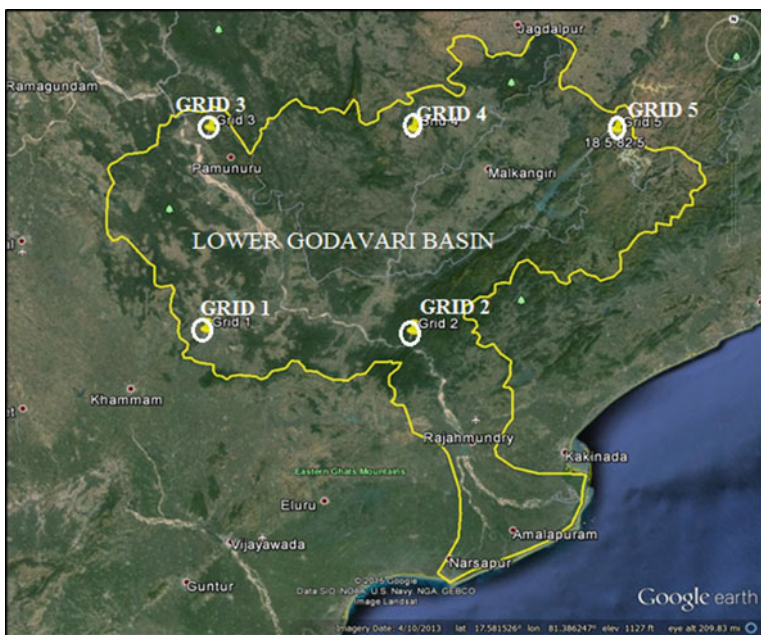 Jagdalpur
N
Ramagundam
GRID 3
Grid 3
GRID 4
GRID 5
Grid 5
18 5,82 5
Pamunuru
Malkangiri
LOWER GODAVARI BASIN
GRID 1
Grid 1
GRID 2
Grid 2
Khammam
Rajahmundry
Kakinada
Eastern Ghats Mountains
Eluru
Amalapuram
Vijayawada
Narsapur
Guntur
© 2015 Google
Data SIO, NOAA, U.S. Navy, NGA, GEBCO
Image Landsat
Google earth
Imagery Date: 4/10/2013 lat 17.581526° lon 81.386247° elev 1127 ft eye alt 209.83 mi